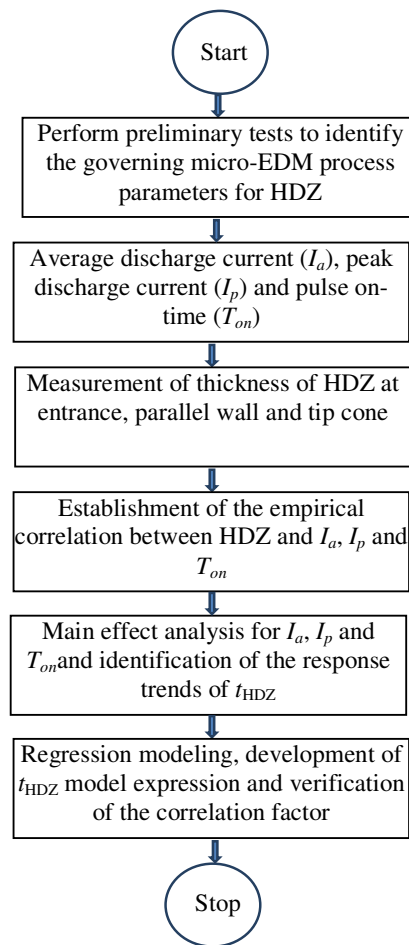 Start
Perform preliminary tests to identify
the governing micro-EDM process
parameters for HDZ
Average discharge current (Ia), peak
discharge current (Ip) and pulse on-
time (Ton)
Measurement of thickness of HDZ at
entrance, parallel wall and tip cone
Establishment of the empirical
correlation between HDZ and Ia, Ip and
Ton
Main effect analysis for Ia, Ip and
Tonand identification of the response
trends of tHDZ
Regression modeling, development of
tHDZ model expression and verification
of the correlation factor
Stop